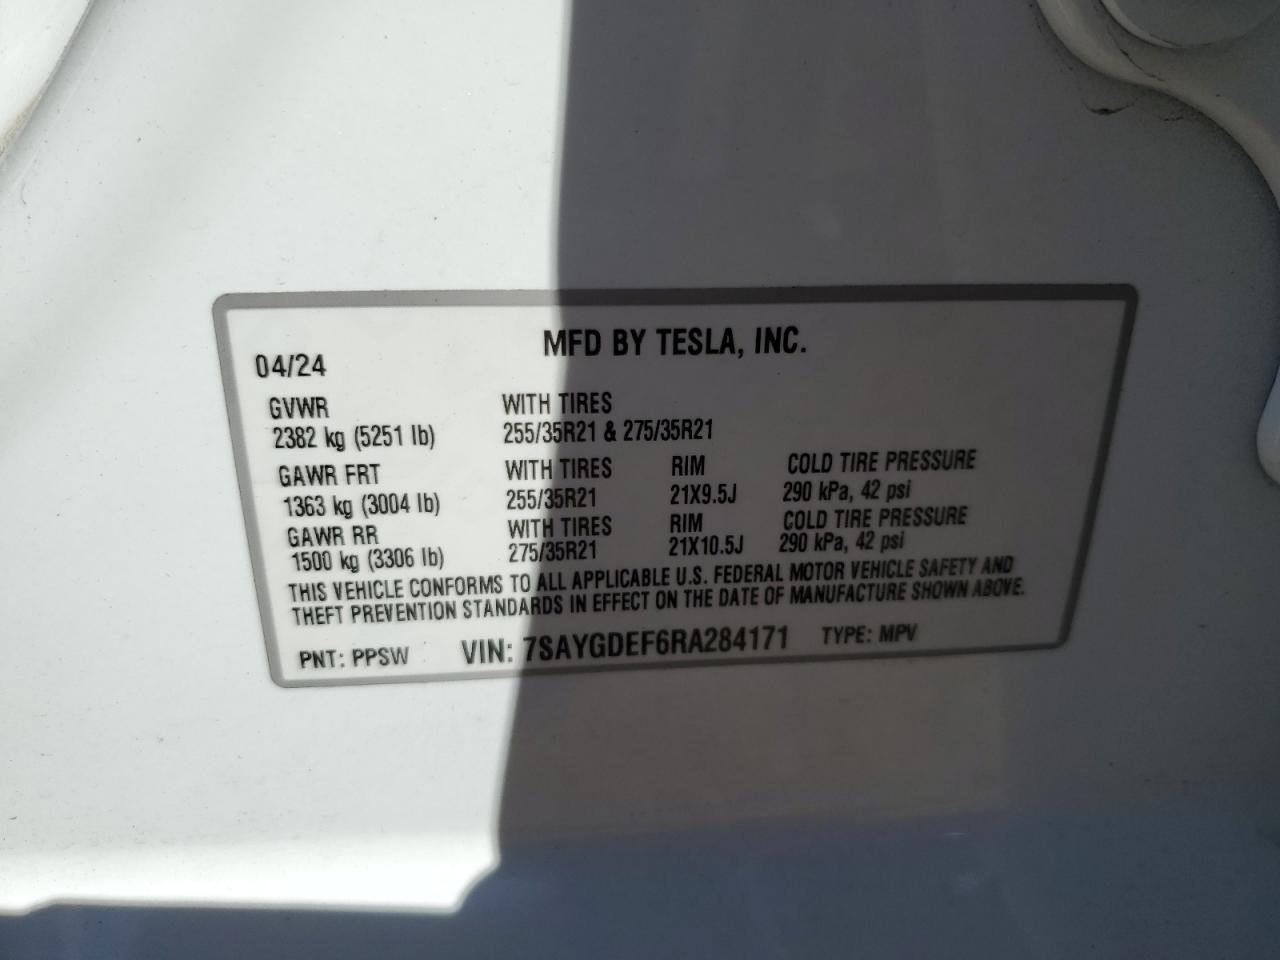 MFD BY TESLA, INC.
04/24
GVWR WITH TIRES
2382 kg (5251 lb) 255/35R21 & 275/35R21
GAWR FRT WITH TIRES RIM COLD TIRE PRESSURE
1363 kg (3004 lb) 255/35R21 21X9.5J 290 kPa, 42 psi
GAWR RR WITH TIRES RIM COLD TIRE PRESSURE
1500 kg (3306 lb) 275/35R21 21X10.5J 290 kPa, 42 psi
THIS VEHICLE CONFORMS TO ALL APPLICABLE U.S. FEDERAL MOTOR VEHICLE SAFETY AND
THEFT PREVENTION STANDARDS IN EFFECT ON THE DATE OF MANUFACTURE SHOWN ABOVE.
PNT: PPSW VIN: 7SAYGDEF6RA284171 TYPE: MPV